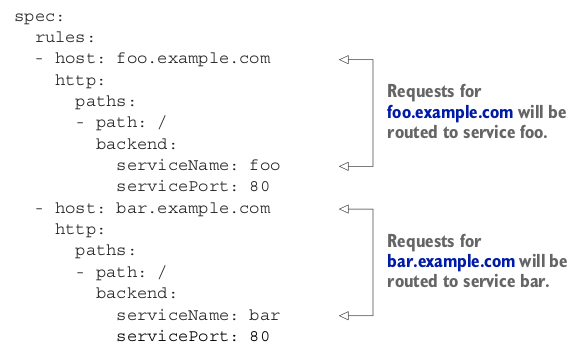 spec:
  rules:
  - host: foo.example.com
    http:
      paths:
      - path: /
        backend:
          serviceName: foo
          servicePort: 80
  - host: bar.example.com
    http:
      paths:
      - path: /
        backend:
          serviceName: bar
          servicePort: 80
Requests for
foo.example.com will be
routed to service foo.
Requests for
bar.example.com will be
routed to service bar.